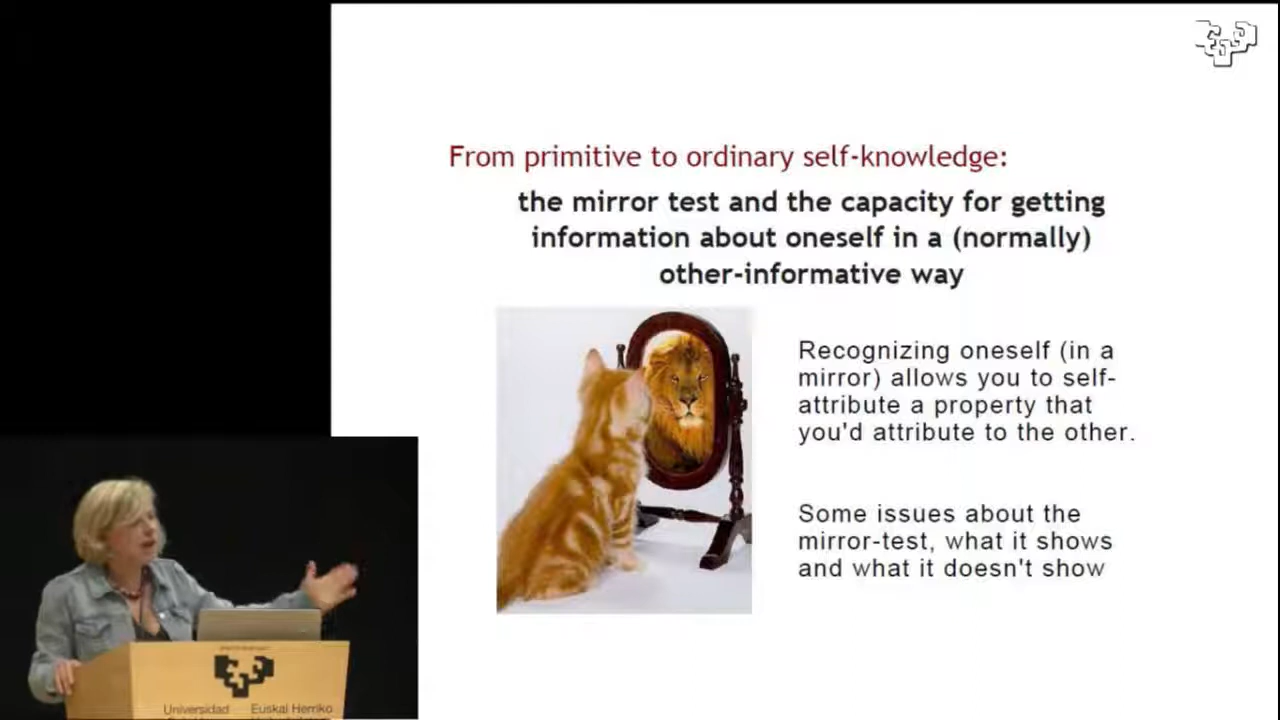 From primitive to ordinary self-knowledge:
the mirror test and the capacity for getting
information about oneself in a (normally)
other-informative way
Recognizing oneself (in a
mirror) allows you to self-
attribute a property that
you'd attribute to the other.
Some issues about the
mirror-test, what it shows
and what it doesn't show
Universidad Euskal Herriko